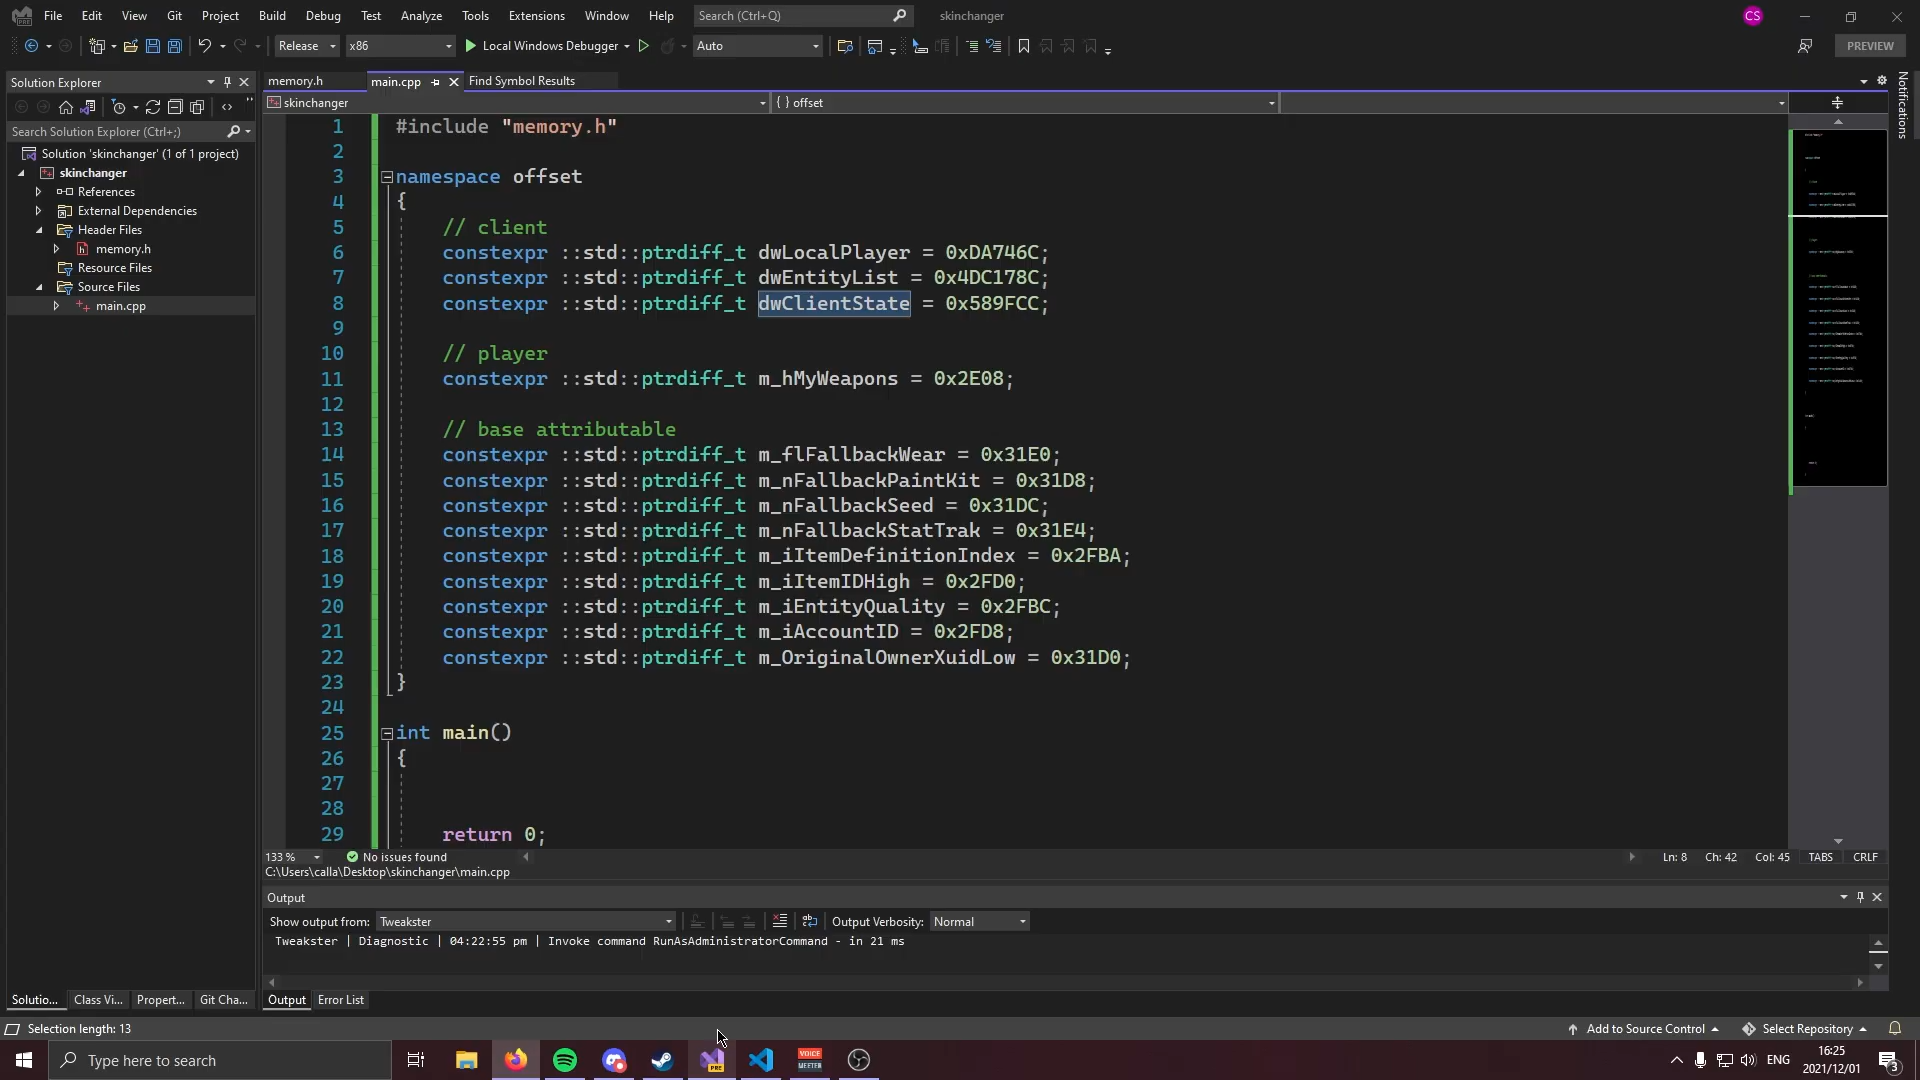 File Edit View Git Project Build Debug Test Analyze Tools Extensions Window Help Search (Ctrl+Q) skinchanger CS
Release x86 Local Windows Debugger Auto PREVIEW
Solution Explorer
Search Solution Explorer (Ctrl+;)
Solution 'skinchanger' (1 of 1 project)
skinchanger
References
External Dependencies
Header Files
memory.h
Resource Files
Source Files
main.cpp
memory.h main.cpp Find Symbol Results
skinchanger { } offset
Notifications
1 #include "memory.h"
2
3 namespace offset
4 {
5 // client
6 constexpr ::std::ptrdiff_t dwLocalPlayer = 0xDA746C;
7 constexpr ::std::ptrdiff_t dwEntityList = 0x4DC178C;
8 constexpr ::std::ptrdiff_t dwClientState = 0x589FCC;
9
10 // player
11 constexpr ::std::ptrdiff_t m_hMyWeapons = 0x2E08;
12
13 // base attributable
14 constexpr ::std::ptrdiff_t m_flFallbackWear = 0x31E0;
15 constexpr ::std::ptrdiff_t m_nFallbackPaintKit = 0x31D8;
16 constexpr ::std::ptrdiff_t m_nFallbackSeed = 0x31DC;
17 constexpr ::std::ptrdiff_t m_nFallbackStatTrak = 0x31E4;
18 constexpr ::std::ptrdiff_t m_iItemDefinitionIndex = 0x2FBA;
19 constexpr ::std::ptrdiff_t m_iItemIDHigh = 0x2FD0;
20 constexpr ::std::ptrdiff_t m_iEntityQuality = 0x2FBC;
21 constexpr ::std::ptrdiff_t m_iAccountID = 0x2FD8;
22 constexpr ::std::ptrdiff_t m_OriginalOwnerXuidLow = 0x31D0;
23 }
24
25 int main()
26 {
27
28
29 return 0;
133 % No issues found Ln: 8 Ch: 42 Col: 45 TABS CRLF
C:\Users\calla\Desktop\skinchanger\main.cpp
Output
Show output from: Tweakster Output Verbosity: Normal
Tweakster | Diagnostic | 04:22:55 pm | Invoke command RunAsAdministratorCommand - in 21 ms
Solutio... Class Vi... Propert... Git Cha... Output Error List
Selection length: 13 Add to Source Control Select Repository
Type here to search PRE VOICE MEETER ENG 16:25 2021/12/01 3